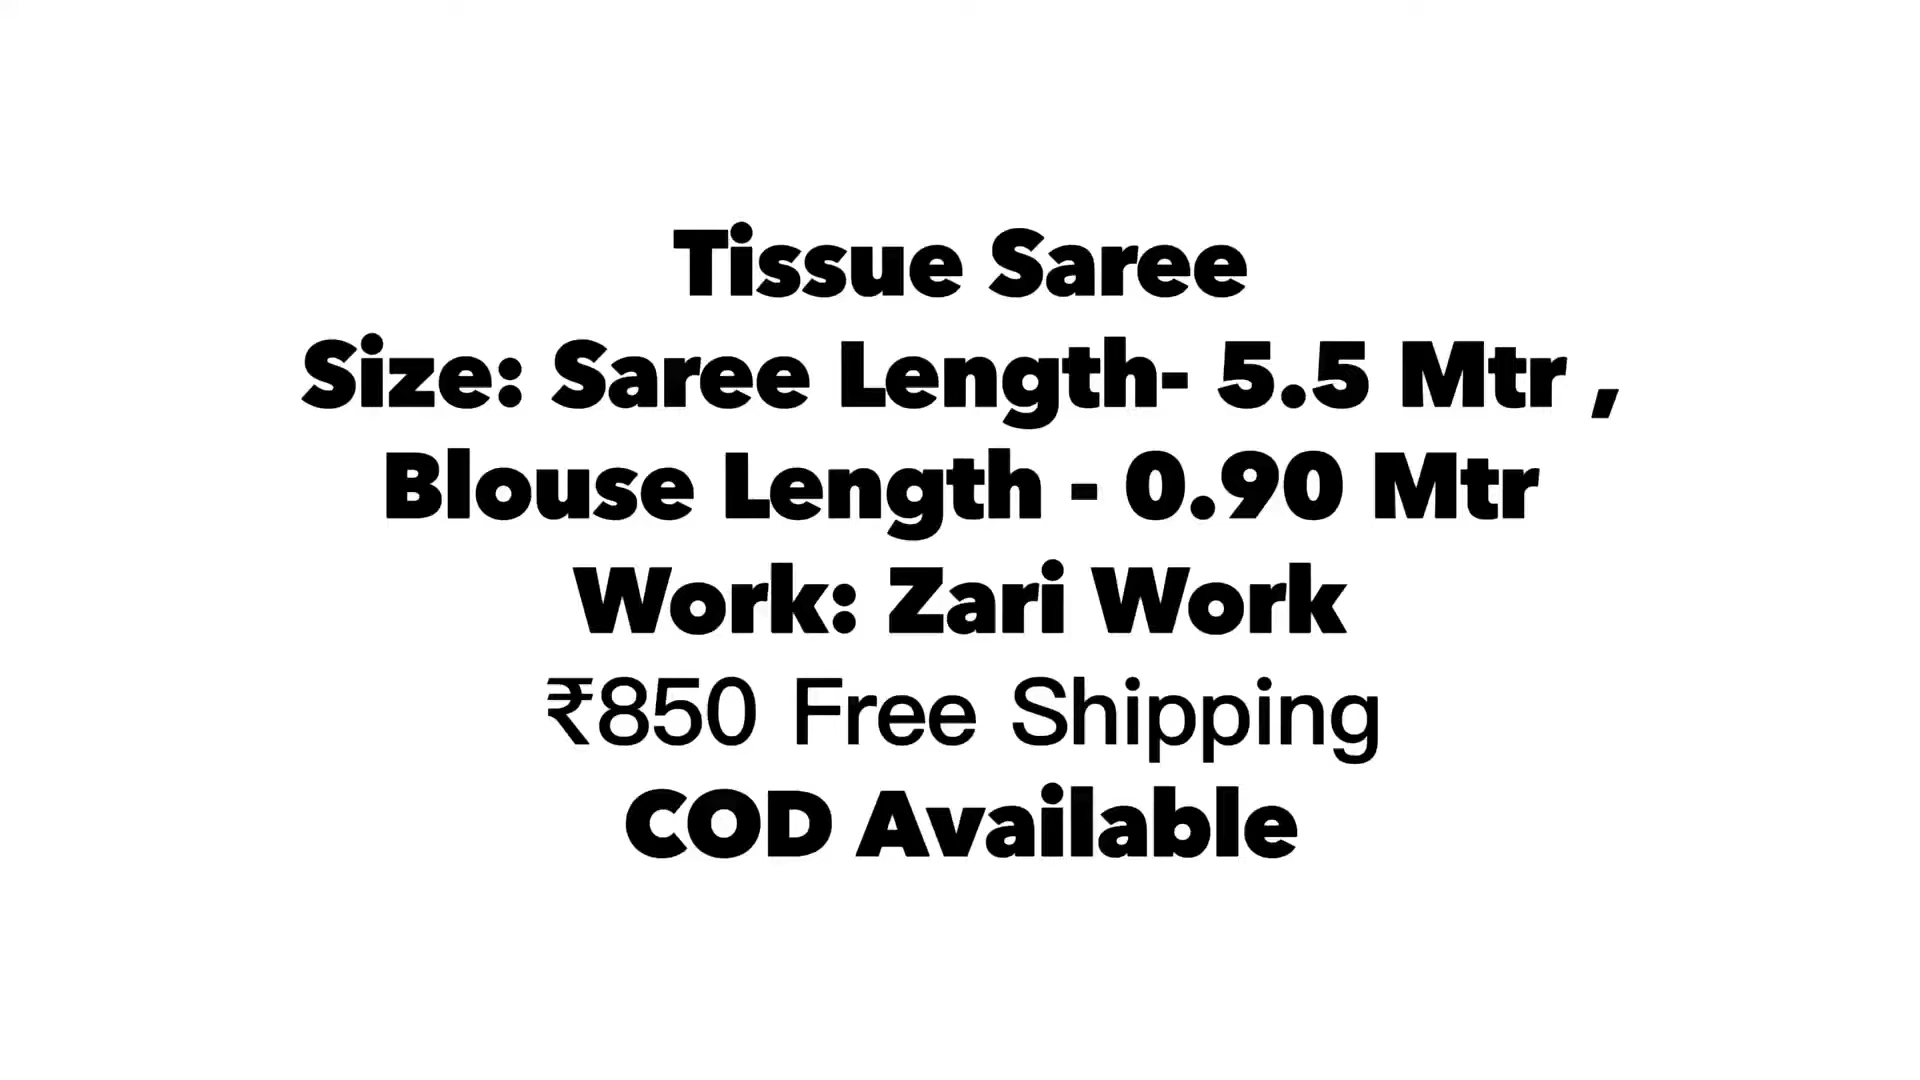 Tissue Saree
Size: Saree Length- 5.5 Mtr ,
Blouse Length - 0.90 Mtr
Work: Zari Work
₹850 Free Shipping
COD Available